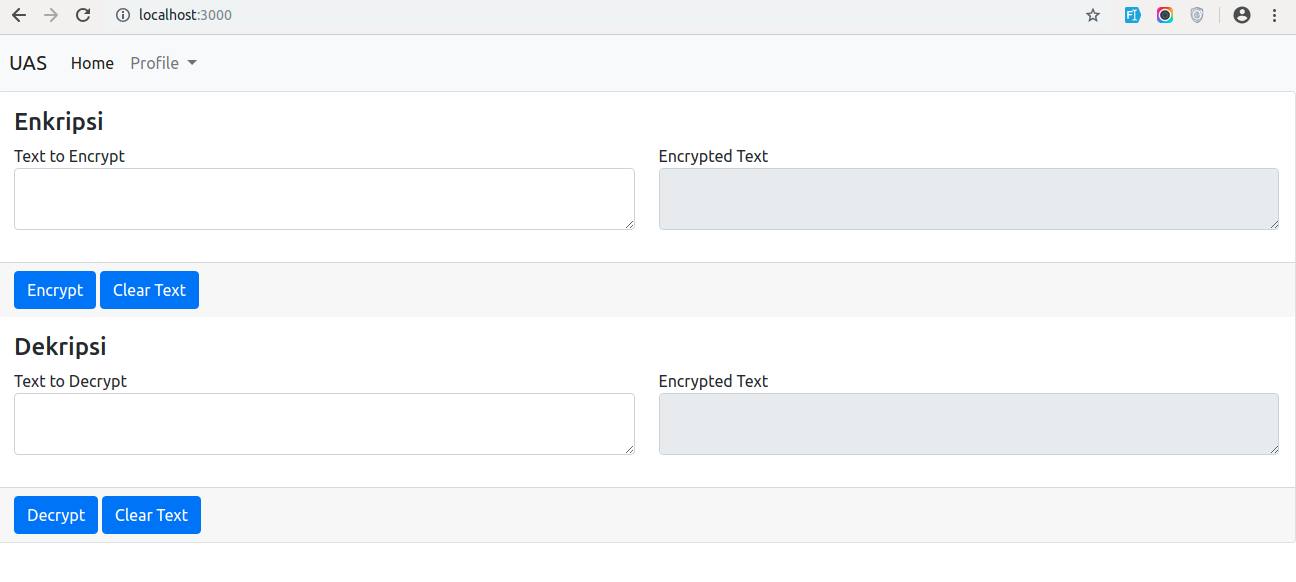 localhost:3000
UAS Home Profile
Enkripsi
Text to Encrypt Encrypted Text
Encrypt Clear Text
Dekripsi
Text to Decrypt Encrypted Text
Decrypt Clear Text